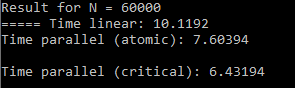 Result for N = 60000
===== Time linear: 10.1192
Time parallel (atomic): 7.60394
Time parallel (critical): 6.43194